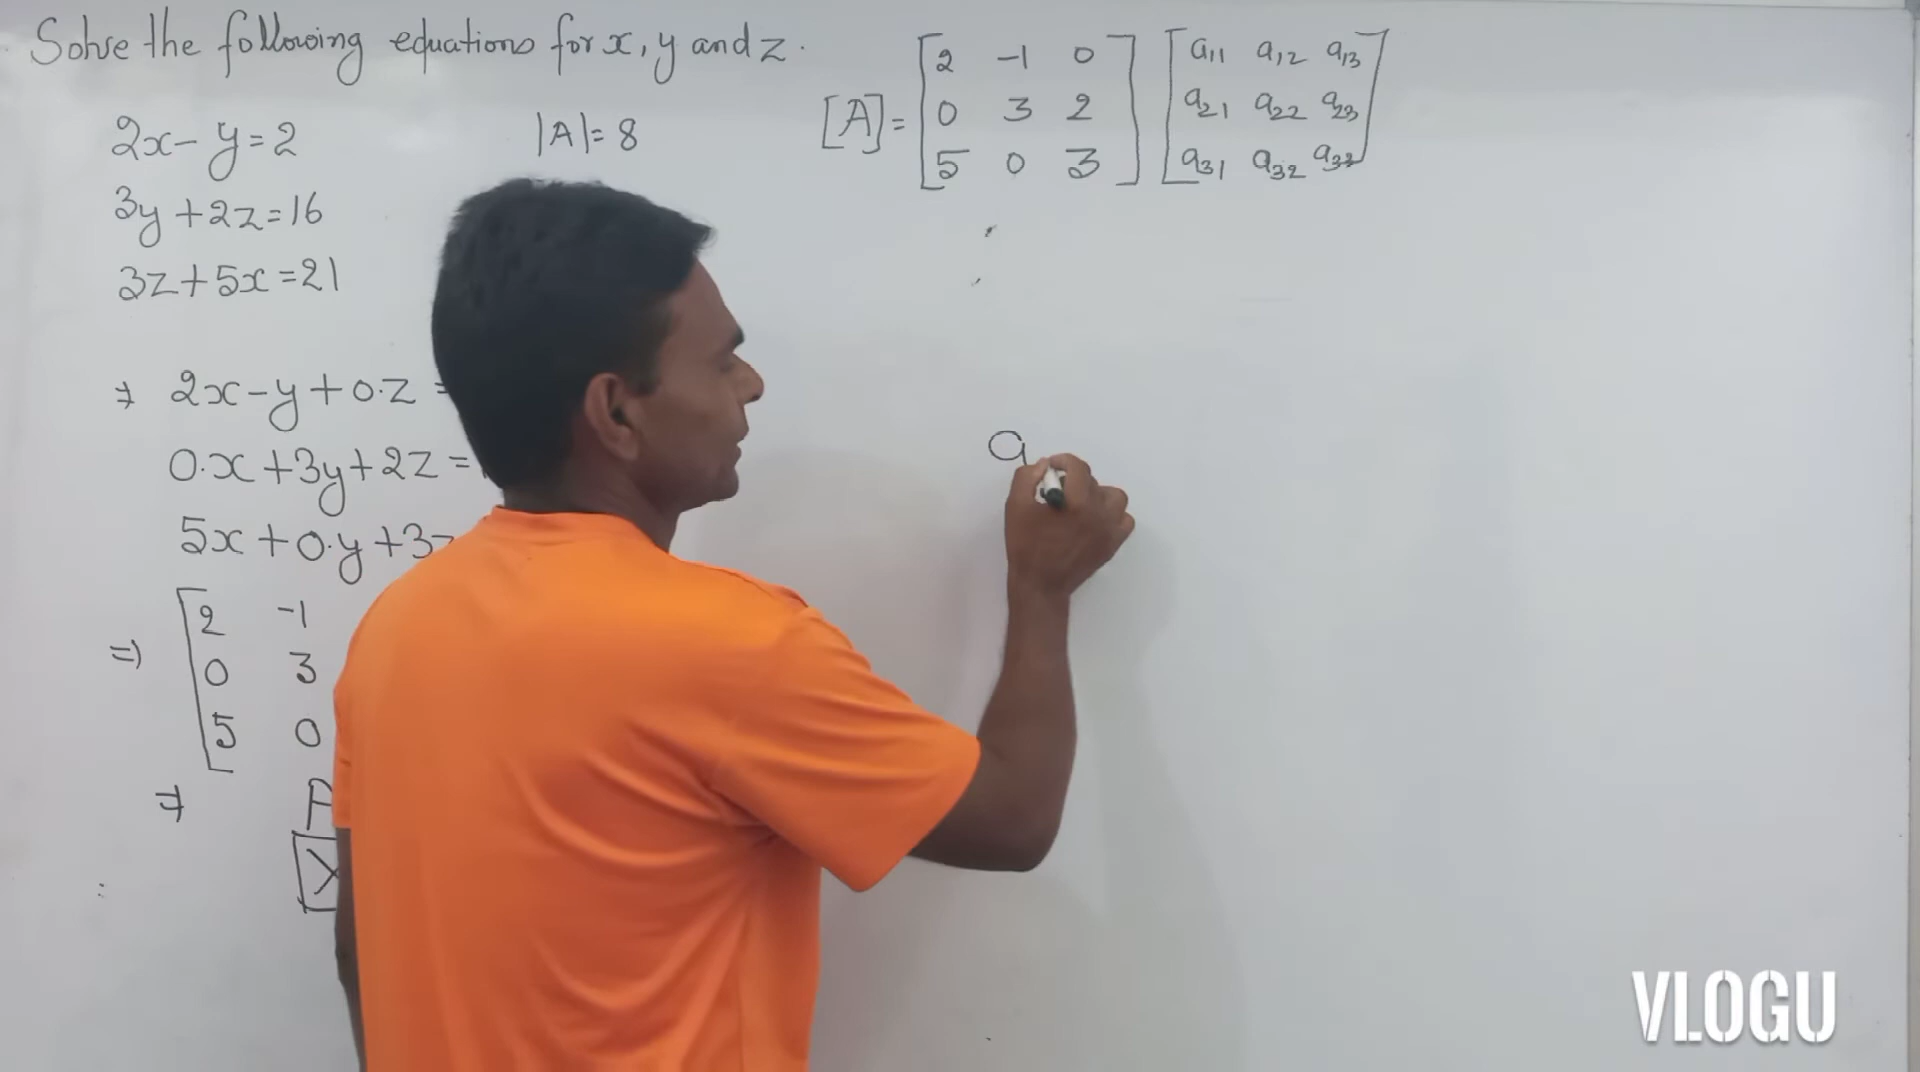 Solve the following equations for x, y and z.
2x - y = 2
|A| = 8
3y + 2z = 16
3z + 5x = 21
⇒ 2x - y + 0.z =
0.x + 3y + 2z =
5x + 0.y + 3z
⇒ [2 -1
0 3
5 0
⇒
X
[A] = [2 -1 0] [a11 a12 a13]
[0 3 2] [a21 a22 a23]
[5 0 3] [a31 a32 a33]
a
VLOGU